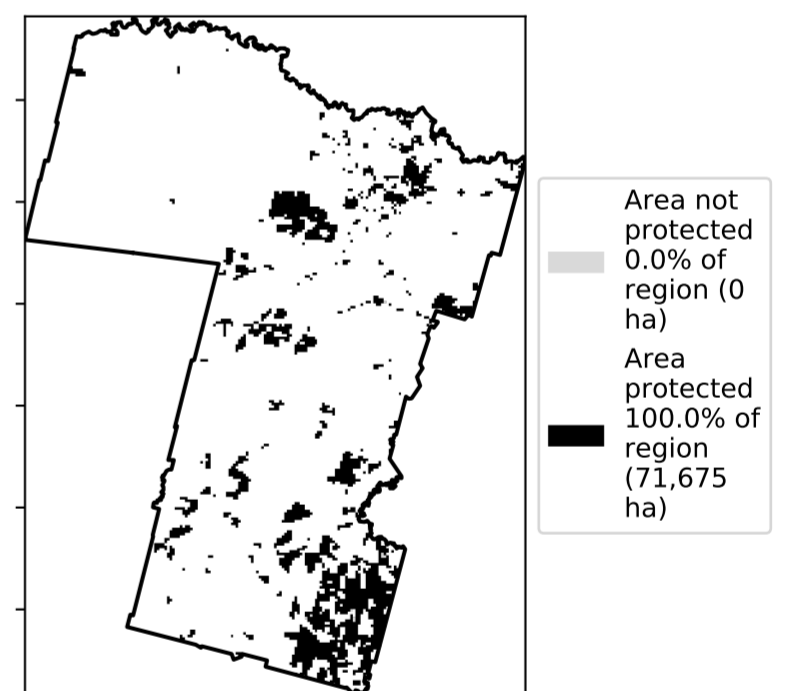 Area not
protected
0.0% of
region (0
ha)
Area
protected
100.0% of
region
(71,675
ha)